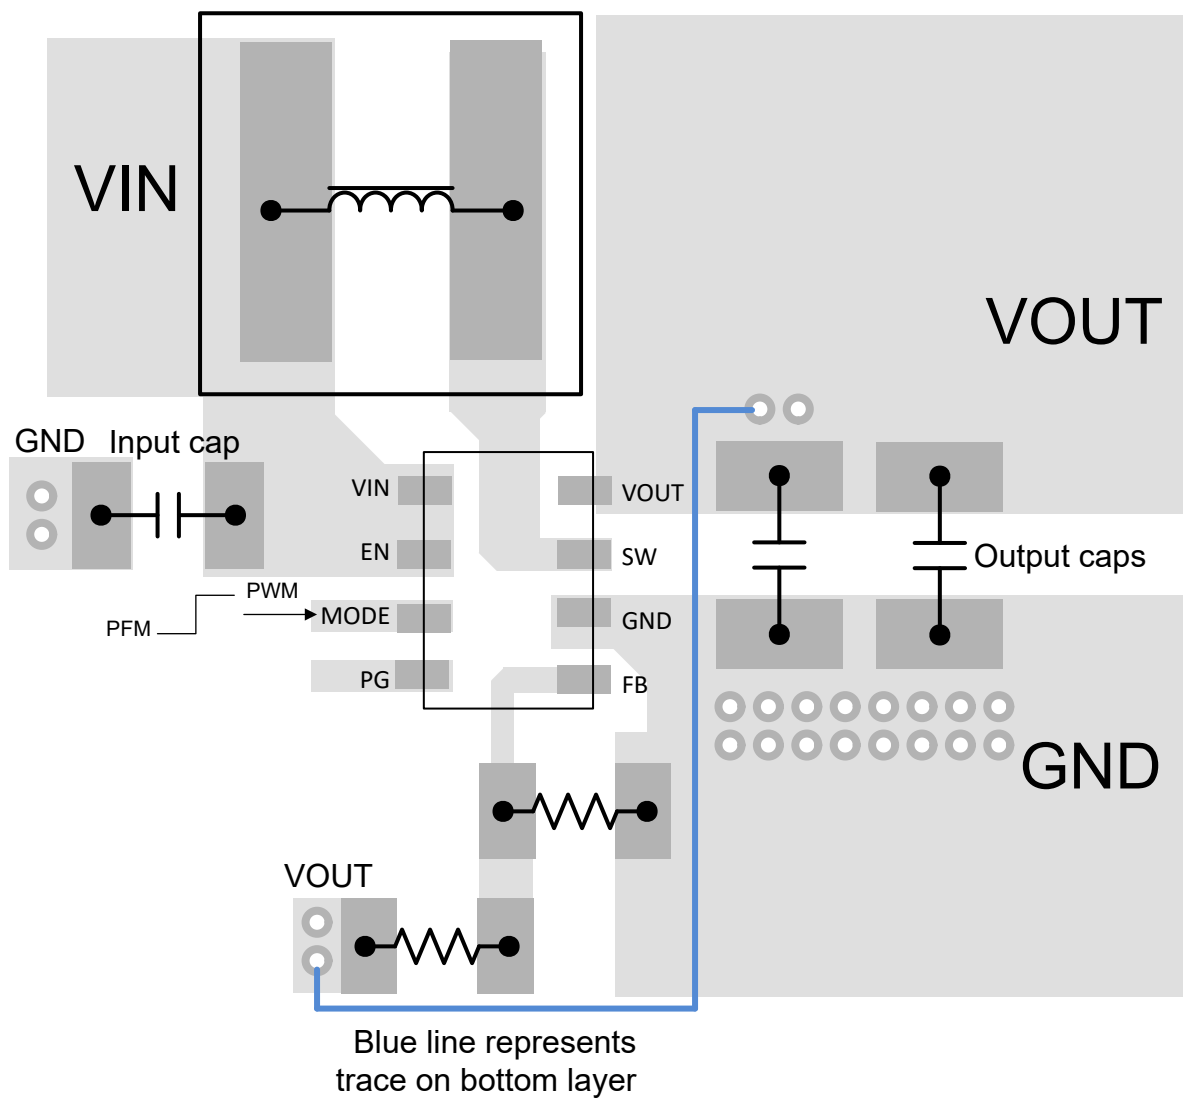 VIN
VOUT
GND
Input cap
VIN
VOUT
EN
SW
Output caps
PWM
PFM
MODE
GND
PG
FB
GND
VOUT
Blue line represents
trace on bottom layer